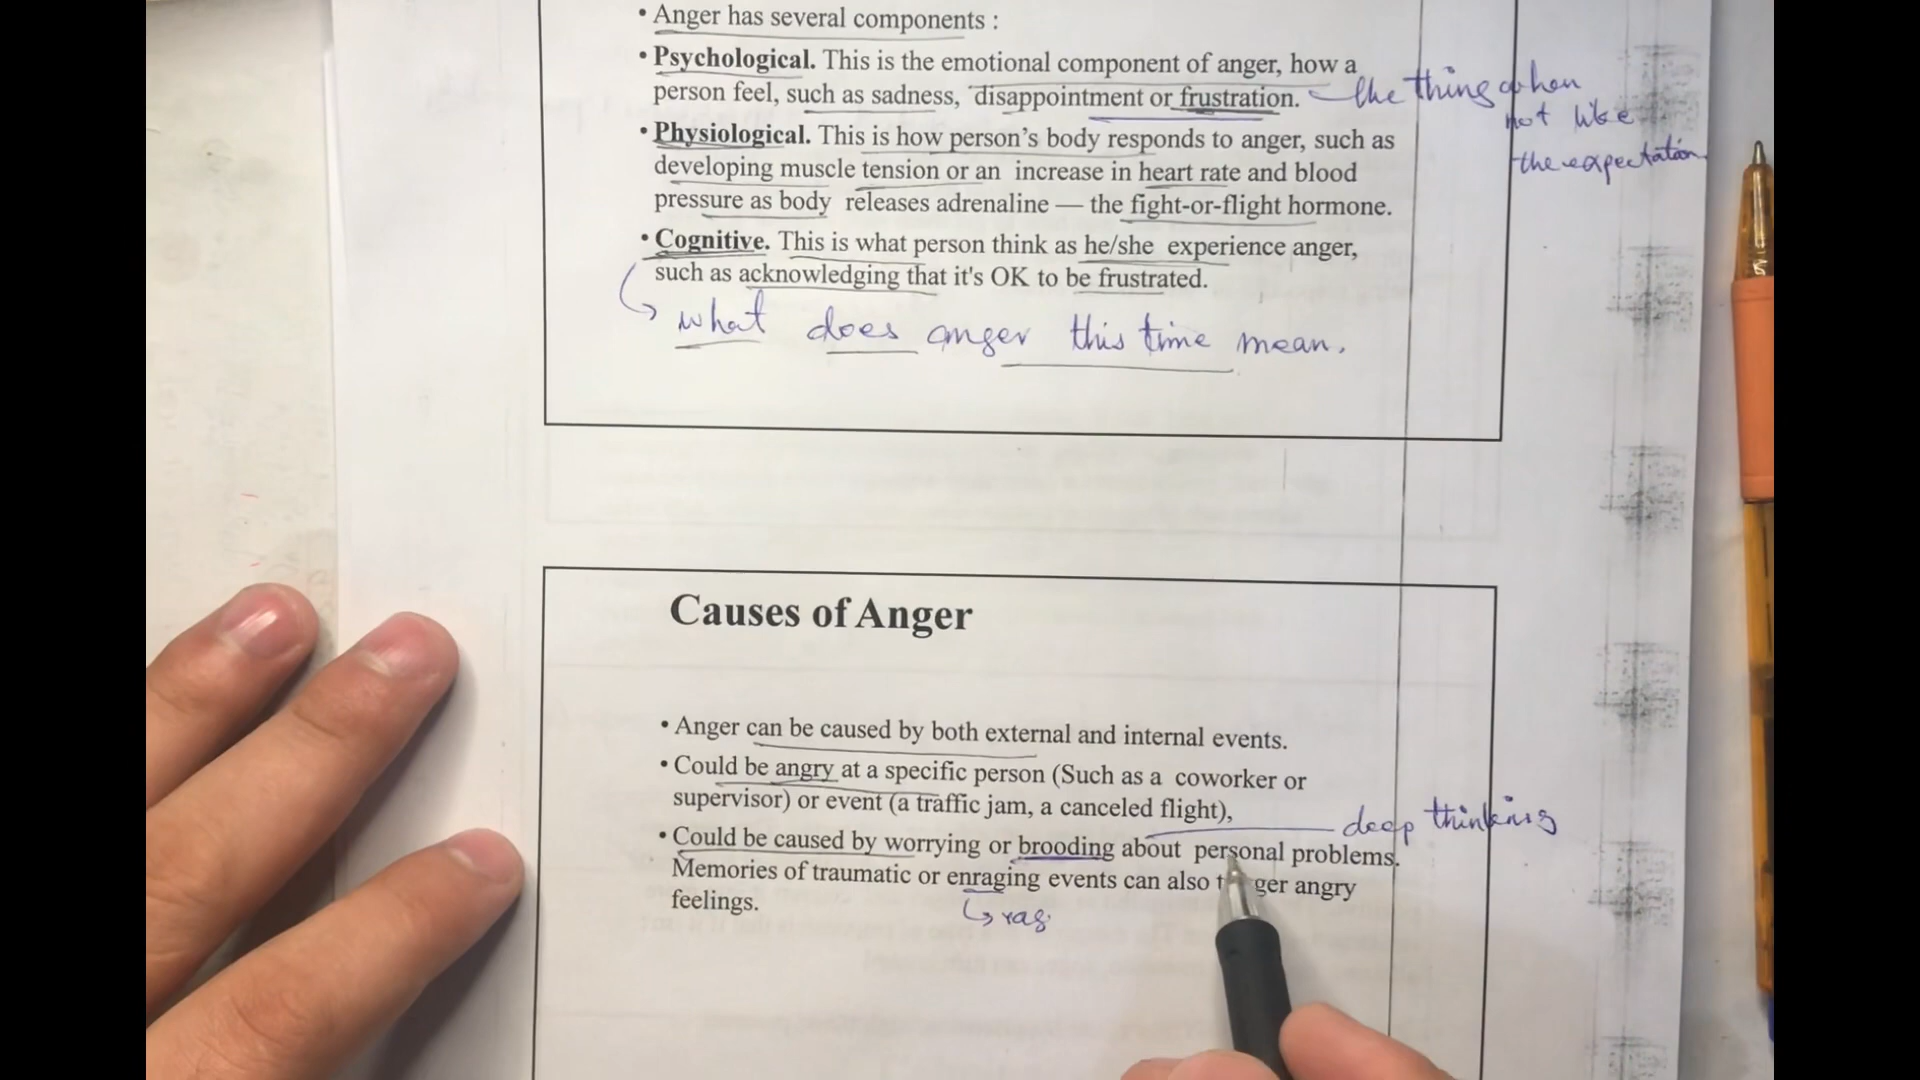 • Anger has several components :
• Psychological. This is the emotional component of anger, how a
person feel, such as sadness, disappointment or frustration.
the thing when
not like
the expectation
• Physiological. This is how person's body responds to anger, such as
developing muscle tension or an increase in heart rate and blood
pressure as body releases adrenaline — the fight-or-flight hormone.
• Cognitive. This is what person think as he/she experience anger,
such as acknowledging that it's OK to be frustrated.
what does anger this time mean.
Causes of Anger
• Anger can be caused by both external and internal events.
• Could be angry at a specific person (Such as a coworker or
supervisor) or event (a traffic jam, a canceled flight),
deep thinking
• Could be caused by worrying or brooding about personal problems.
Memories of traumatic or enraging events can also angry
feelings.
rag